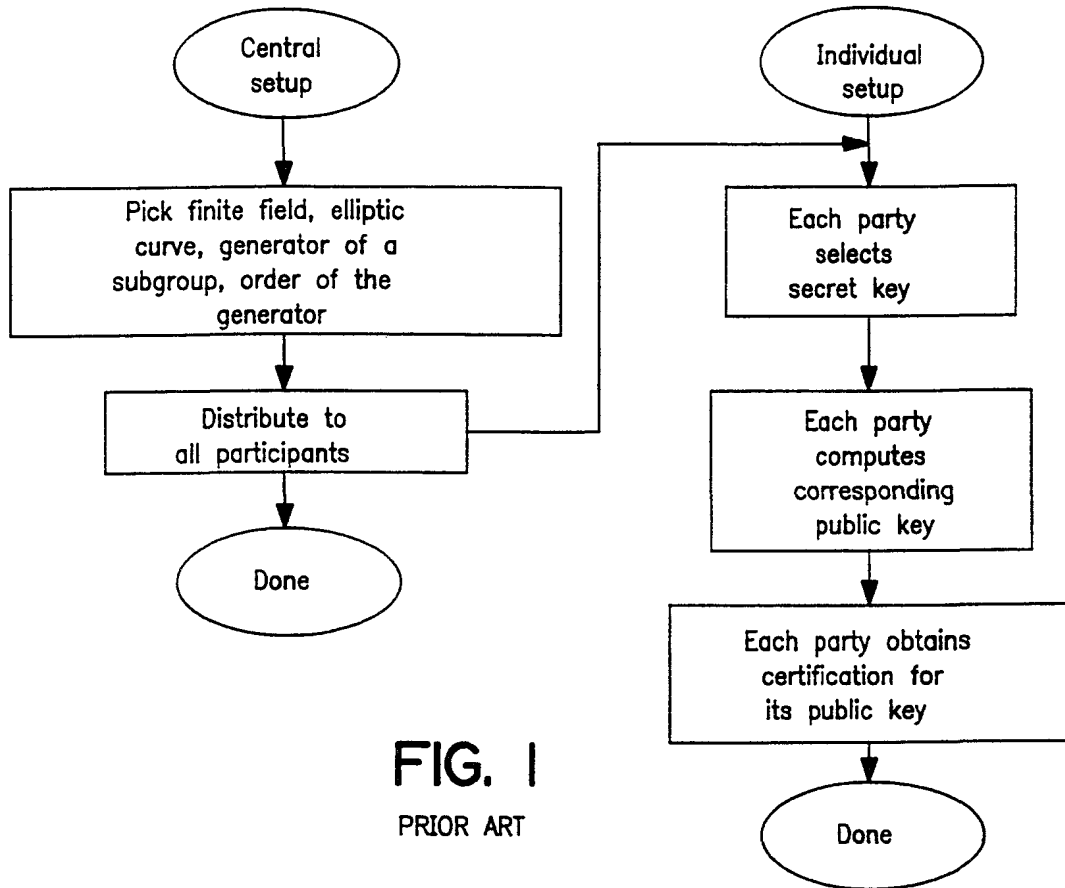 Central
setup
Pick finite field, elliptic
curve, generator of a
subgroup, order of the
generator
Distribute to
all participants
Done
Individual
setup
Each party
selects
secret key
Each party
computes
corresponding
public key
Each party obtains
certification for
its public key
Done
FIG. 1
PRIOR ART